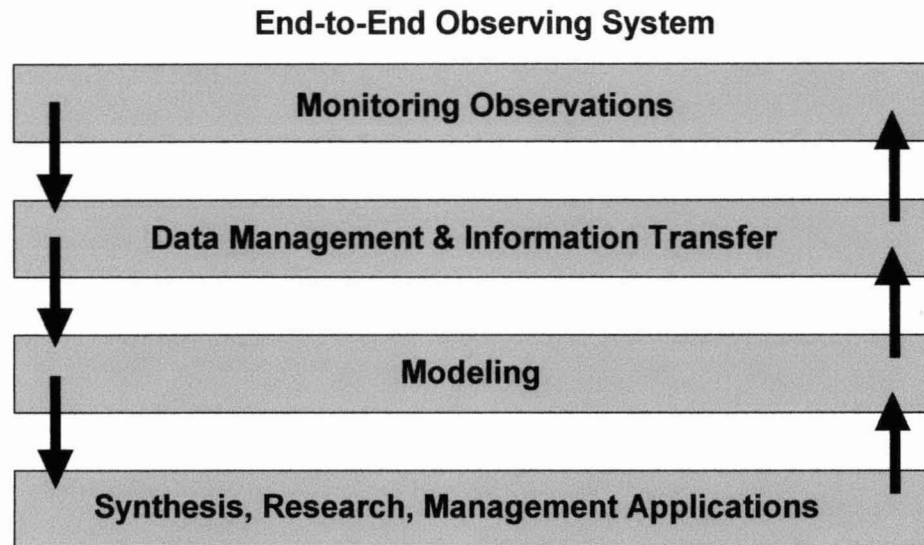 End-to-End Observing System
Monitoring Observations
Data Management & Information Transfer
Modeling
Synthesis, Research, Management Applications